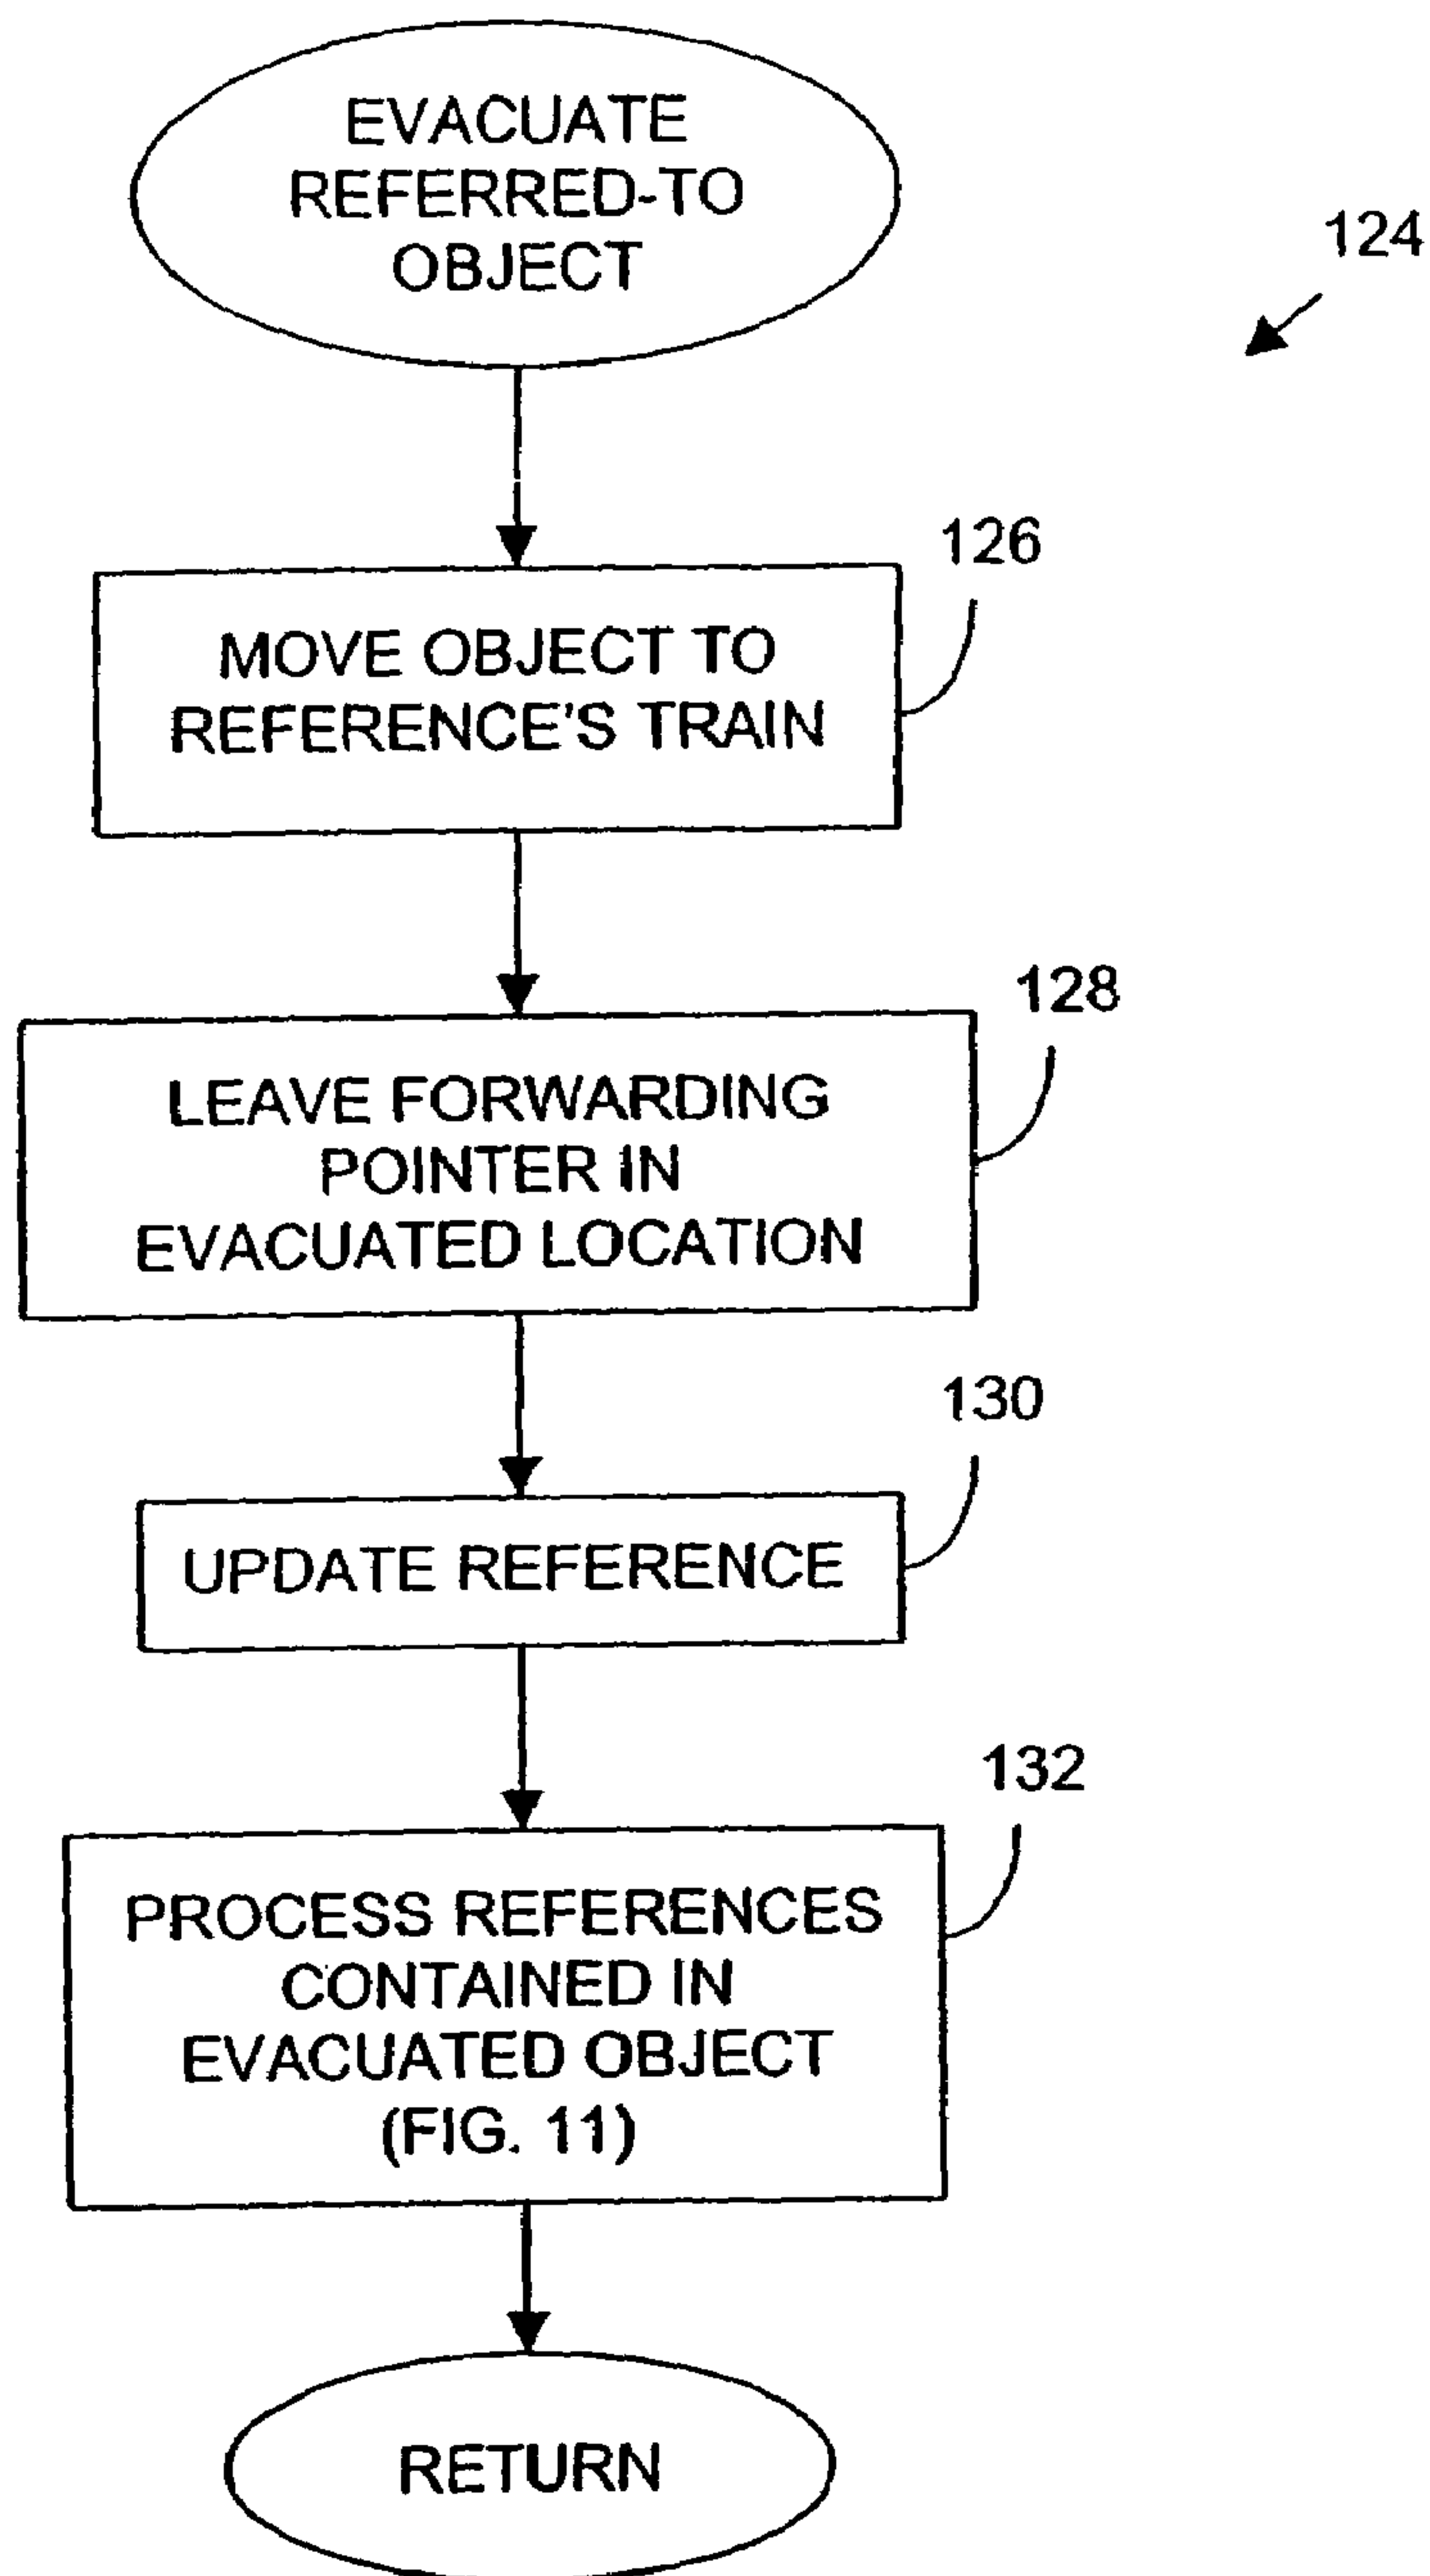 EVACUATE
REFERRED-TO
OBJECT
124
126
MOVE OBJECT TO
REFERENCE'S TRAIN
128
LEAVE FORWARDING
POINTER IN
EVACUATED LOCATION
130
UPDATE REFERENCE
132
PROCESS REFERENCES
CONTAINED IN
EVACUATED OBJECT
(FIG. 11)
RETURN